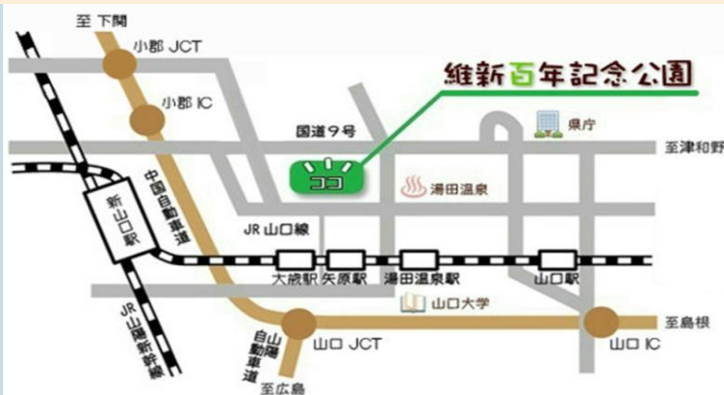 至 下関
小郡 JCT
小郡 IC
維新百年記念公園
国道9号
県庁
至津和野
ココ
湯田温泉
中国自動車道
新山口駅
JR 山口線
大歳駅
矢原駅
湯田温泉駅
山口駅
山口大学
JR山陽新幹線
山陽自動車道
山口 JCT
山口 IC
至島根
至広島